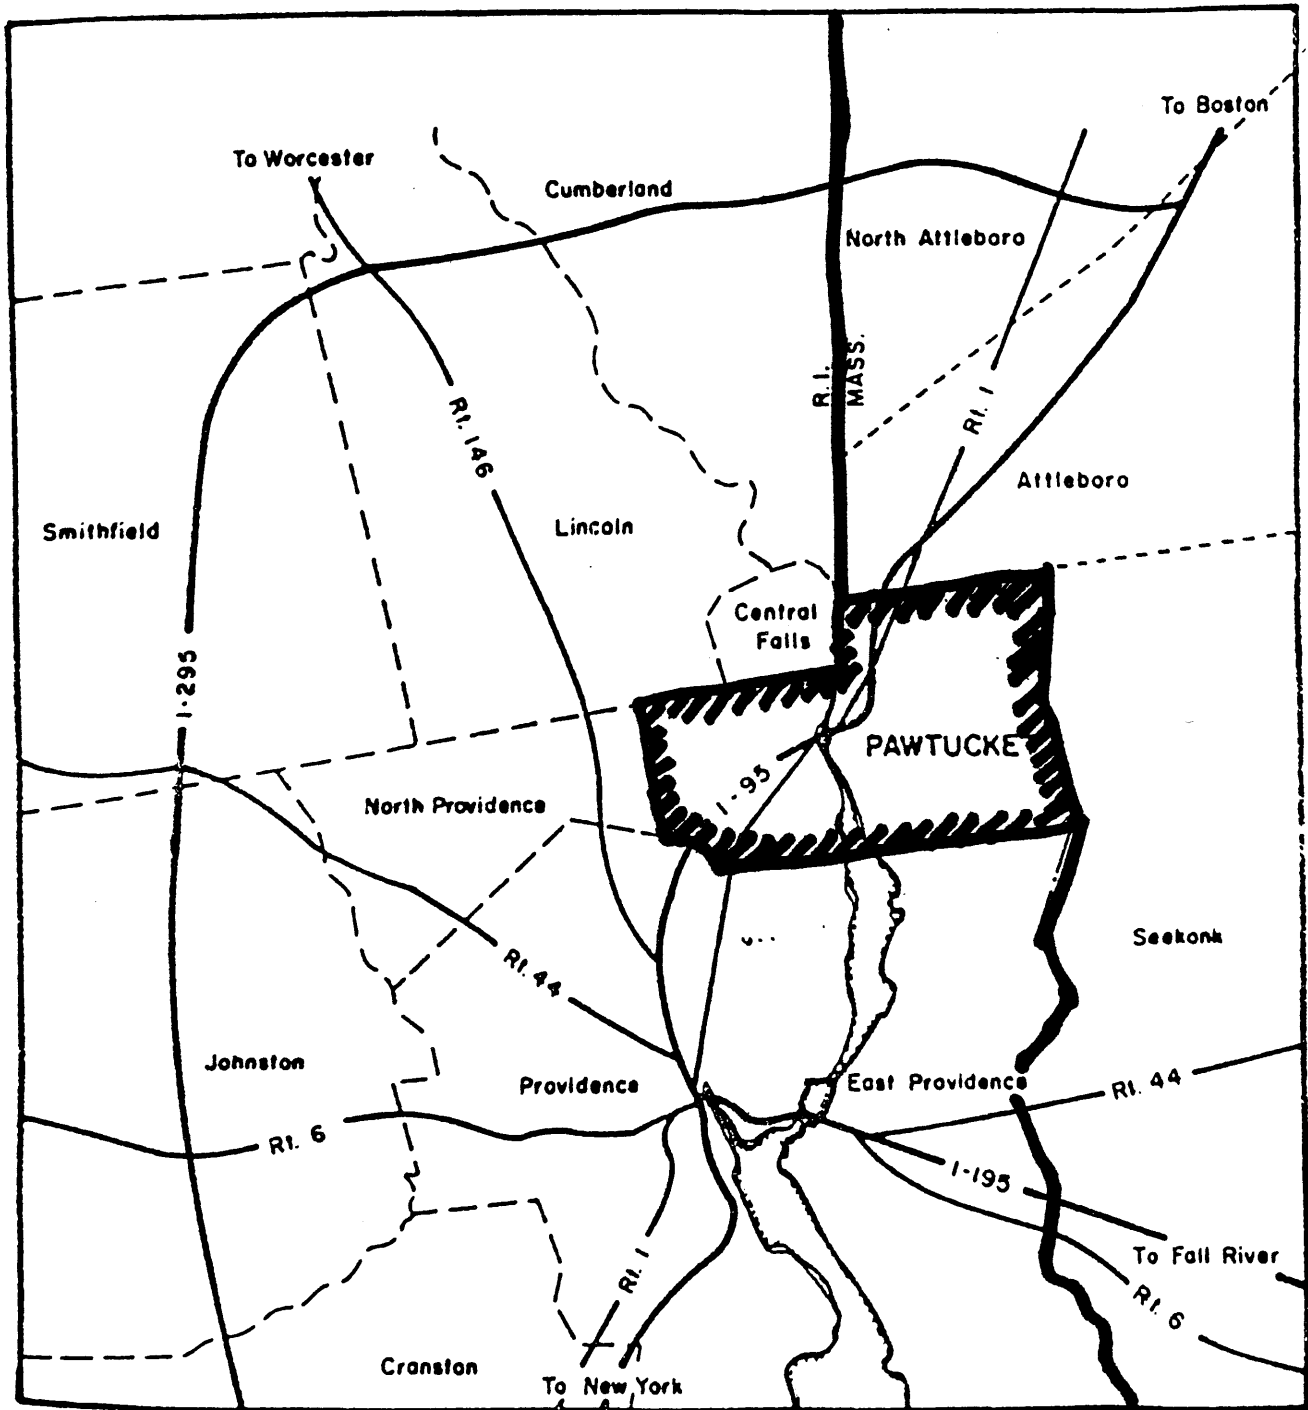 To Boston
To Worcester
Cumberland
North Attleboro
R.I.
MASS.
Rt. 1
Rt. 146
Attleboro
Smithfield
Lincoln
Central
Falls
I-295
PAWTUCKE
I-95
North Providence
Seekonk
Rt. 44
Johnston
Providence
East Providence
Rt. 44
Rt. 6
I-195
Rt. 1
To Fall River
Rt. 6
Cranston
To New York